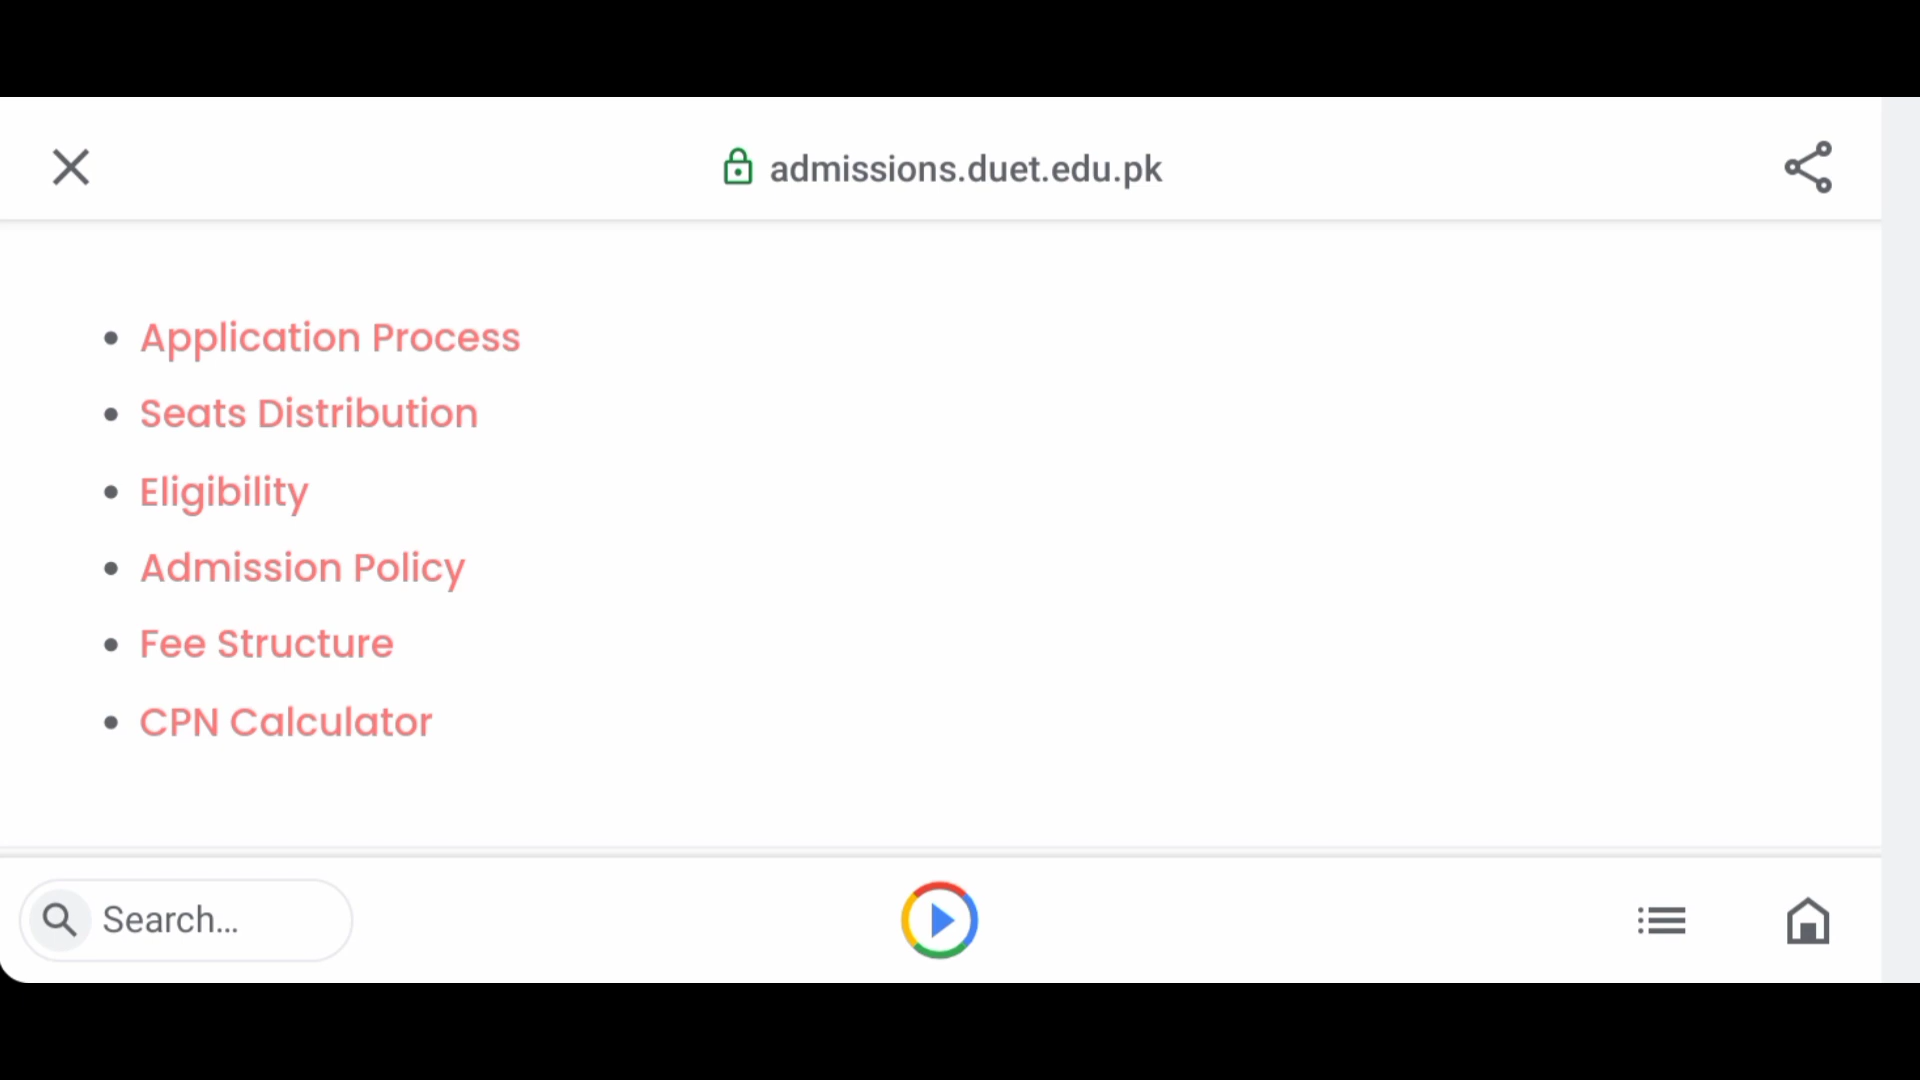 admissions.duet.edu.pk
Application Process
Seats Distribution
Eligibility
Admission Policy
Fee Structure
CPN Calculator
Search...